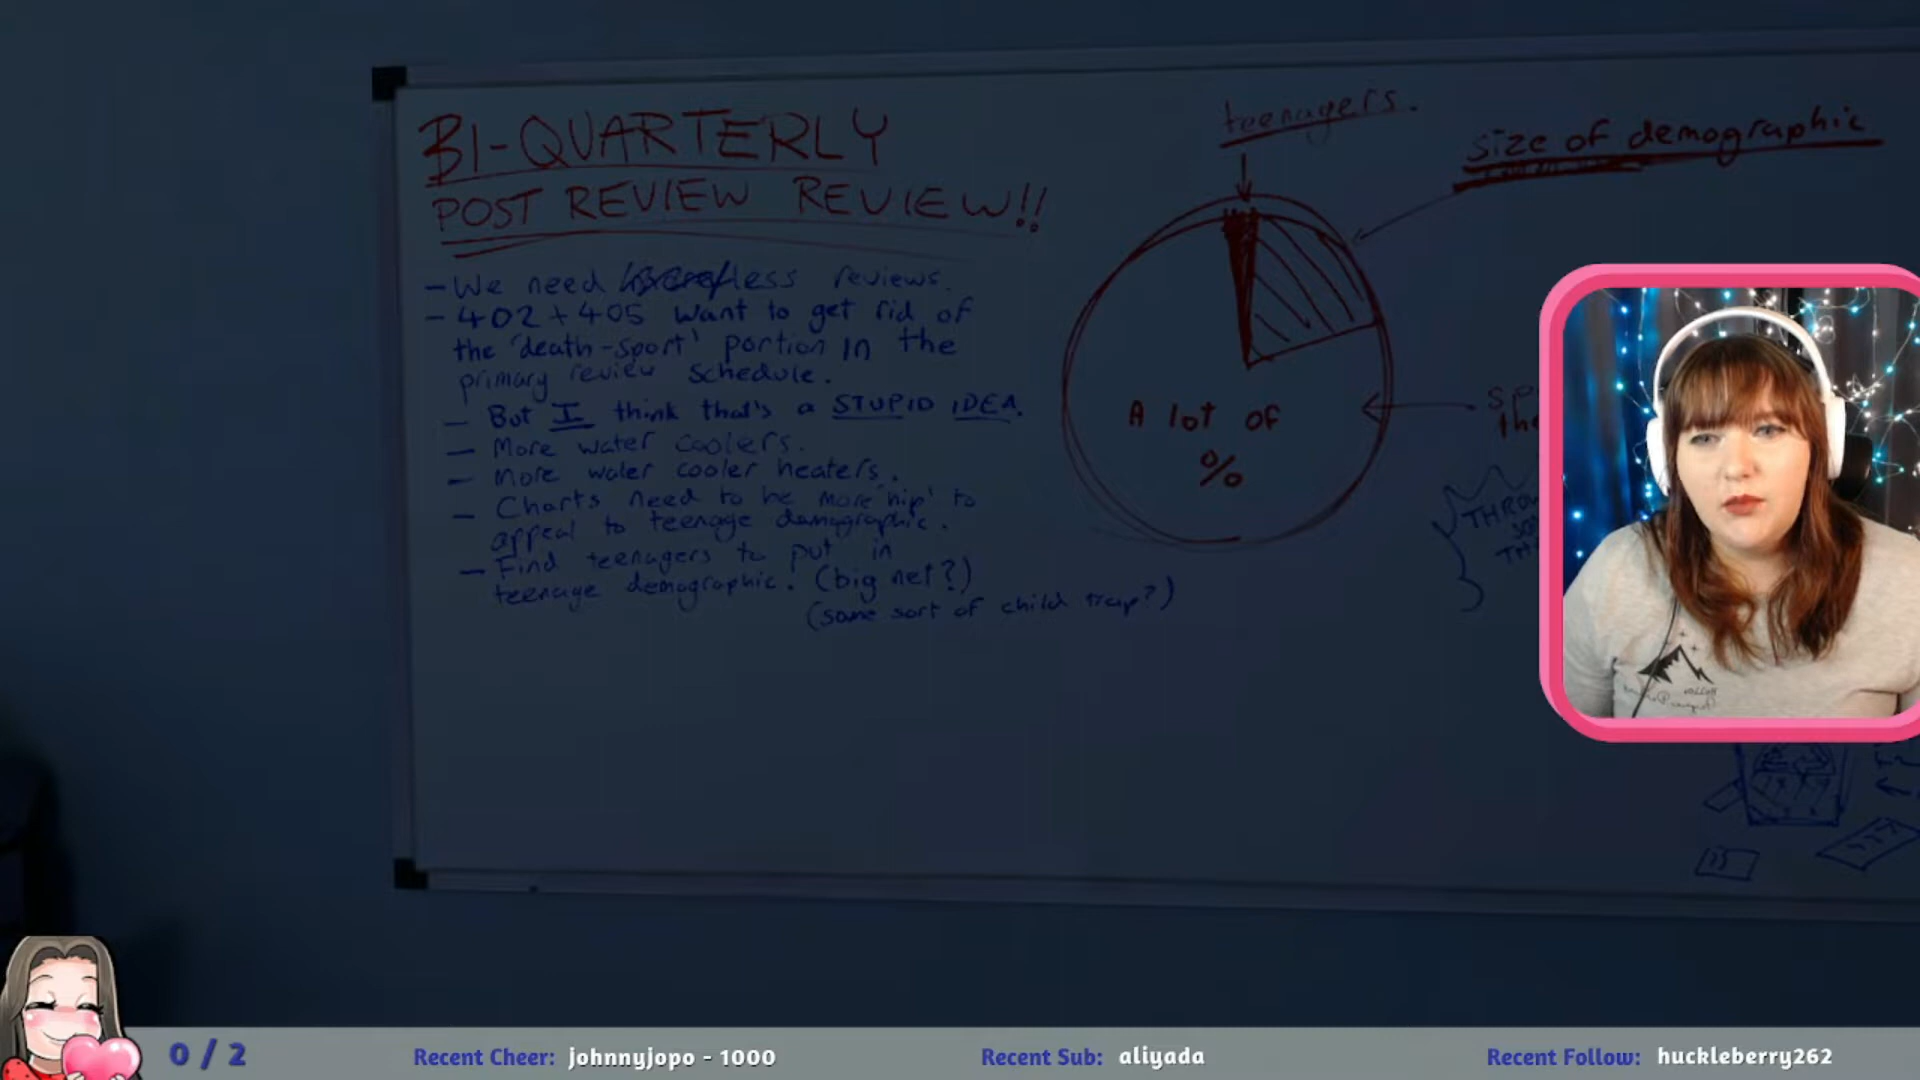 BI-QUARTERLY
POST REVIEW REVIEW!!
- We need less reviews.
- 402 + 405 want to get rid of
the 'death-sport' portion in the
primary review schedule.
- But I think that's a STUPID IDEA.
- More water coolers.
- More water cooler heaters.
- Charts need to be more 'hip' to
appeal to teenage demographic.
- Find teenagers to put in
teenage demographic! (big net?)
(some sort of child trap?)
teenagers.
size of demographic
A lot of
%
0 / 2
Recent Cheer: johnnyjopo - 1000
Recent Sub: aliyada
Recent Follow: huckleberry262